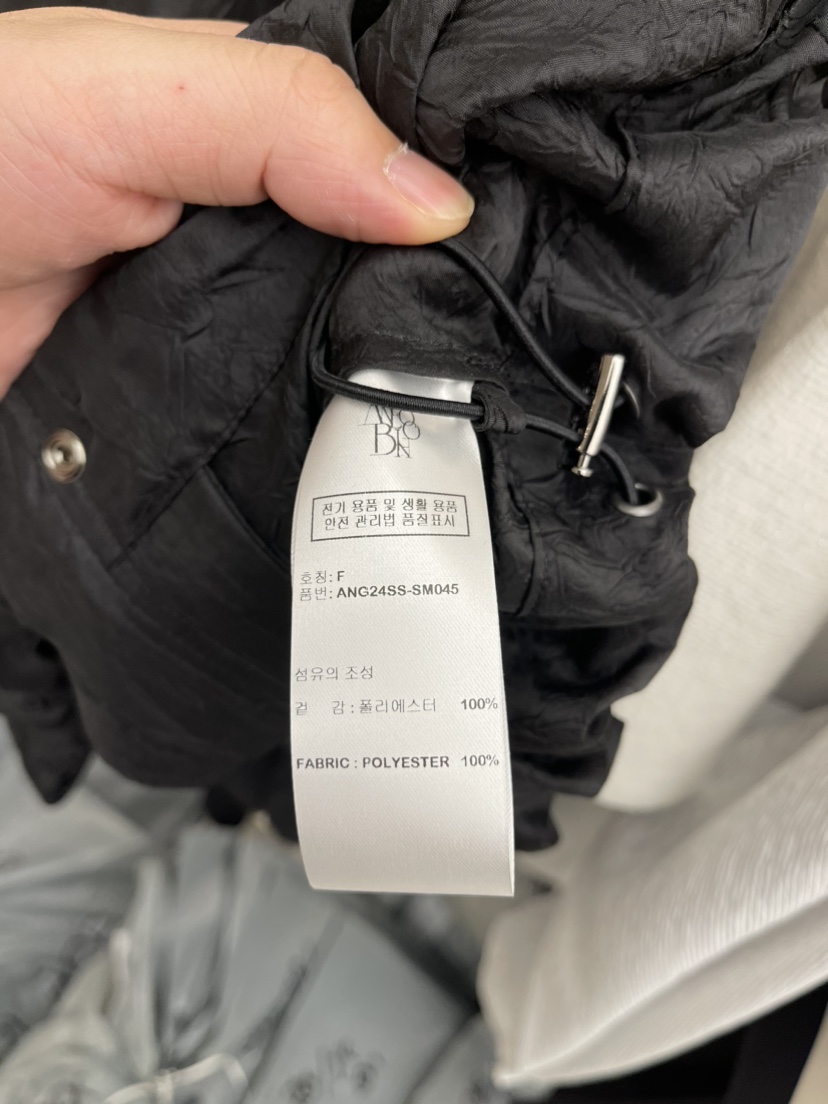 전기 용품 및 생활 용품
안전 관리법 품질표시
호칭: F
품번: ANG24SS-SM045
섬유의 조성
겉 감 : 폴리에스터 100%
FABRIC : POLYESTER 100%